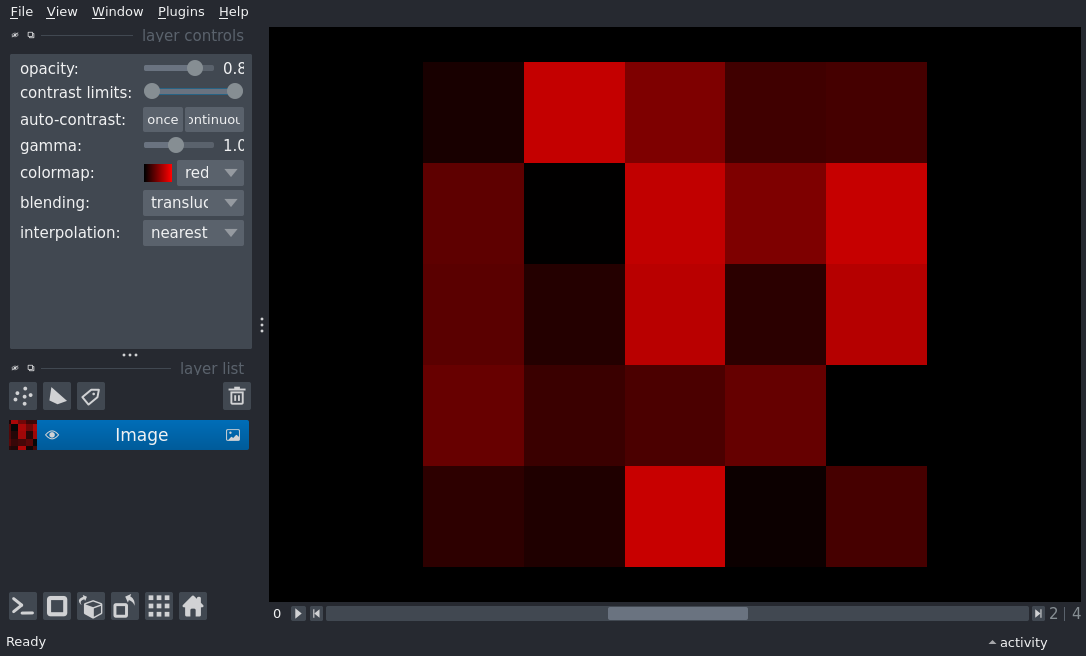 File View Window Plugins Help
layer controls
opacity: 0.8
contrast limits:
auto-contrast: once ontinuou
gamma: 1.0
colormap: red
blending: transluc
interpolation: nearest
layer list
Image
0 2 | 4
Ready activity